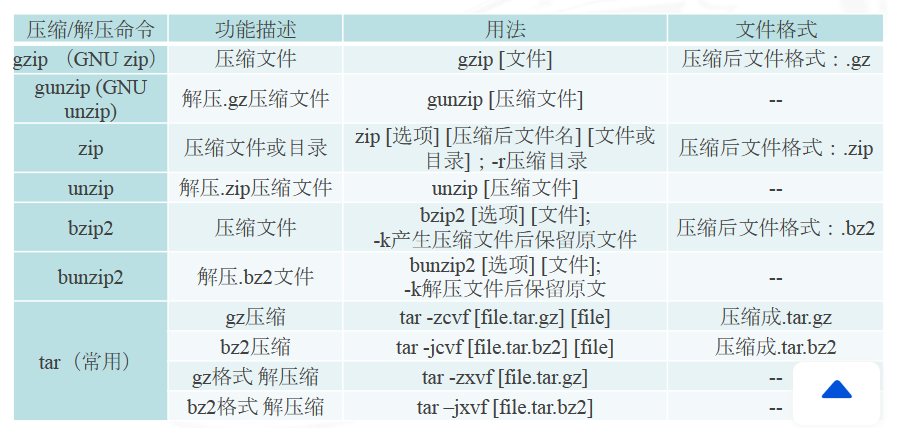 压缩/解压命令 功能描述 用法 文件格式
gzip （GNU zip） 压缩文件 gzip [文件] 压缩后文件格式：.gz
gunzip (GNU
unzip) 解压.gz压缩文件 gunzip [压缩文件] --
zip 压缩文件或目录 zip [选项] [压缩后文件名] [文件或
目录]；-r压缩目录 压缩后文件格式：.zip
unzip 解压.zip压缩文件 unzip [压缩文件] --
bzip2 压缩文件 bzip2 [选项] [文件];
-k产生压缩文件后保留原文件 压缩后文件格式：.bz2
bunzip2 解压.bz2文件 bunzip2 [选项] [文件];
-k解压文件后保留原文 --
tar（常用） gz压缩 tar -zcvf [file.tar.gz] [file] 压缩成.tar.gz
bz2压缩 tar -jcvf [file.tar.bz2] [file] 压缩成.tar.bz2
gz格式 解压缩 tar -zxvf [file.tar.gz] --
bz2格式 解压缩 tar –jxvf [file.tar.bz2] --